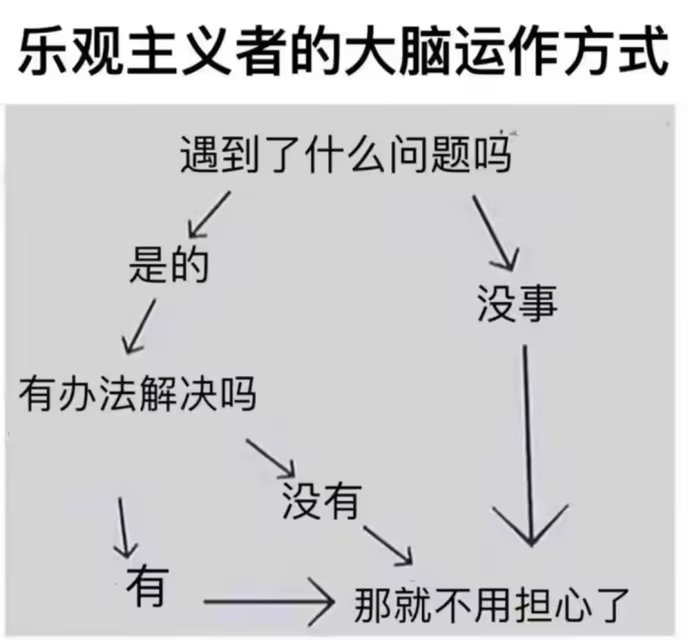 乐观主义者的大脑运作方式
遇到了什么问题吗
是的
没事
有办法解决吗
没有
有
那就不用担心了